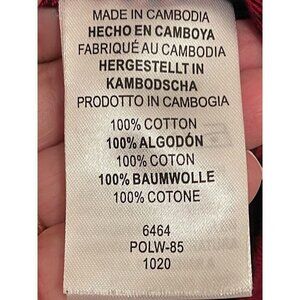 MADE IN CAMBODIA
HECHO EN CAMBOYA
FABRIQUÉ AU CAMBODIA
HERGESTELLT IN
KAMBODSCHA
PRODOTTO IN CAMBOGIA
100% COTTON
100% ALGODÓN
100% COTON
100% BAUMWOLLE
100% COTONE
6464
POLW-85
1020